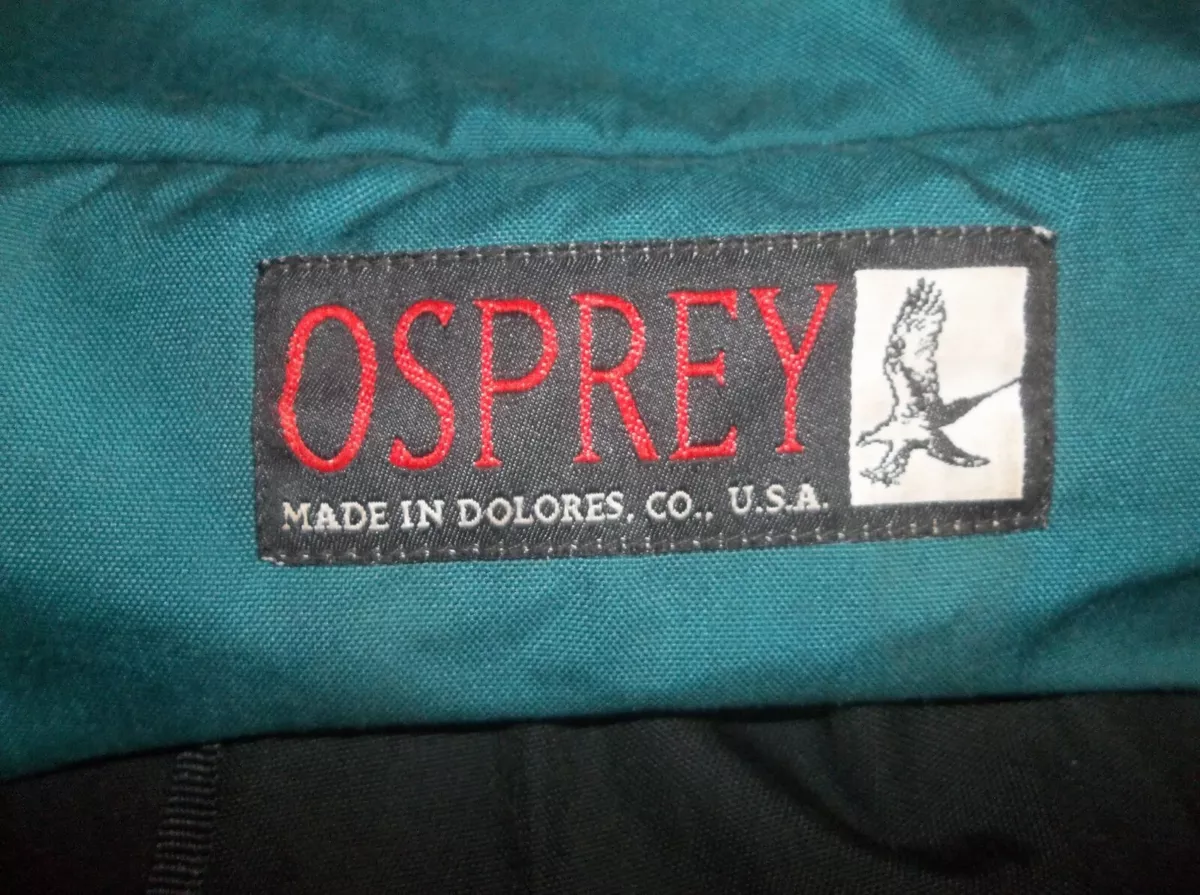 OSPREY
MADE IN DOLORES, CO., U.S.A.